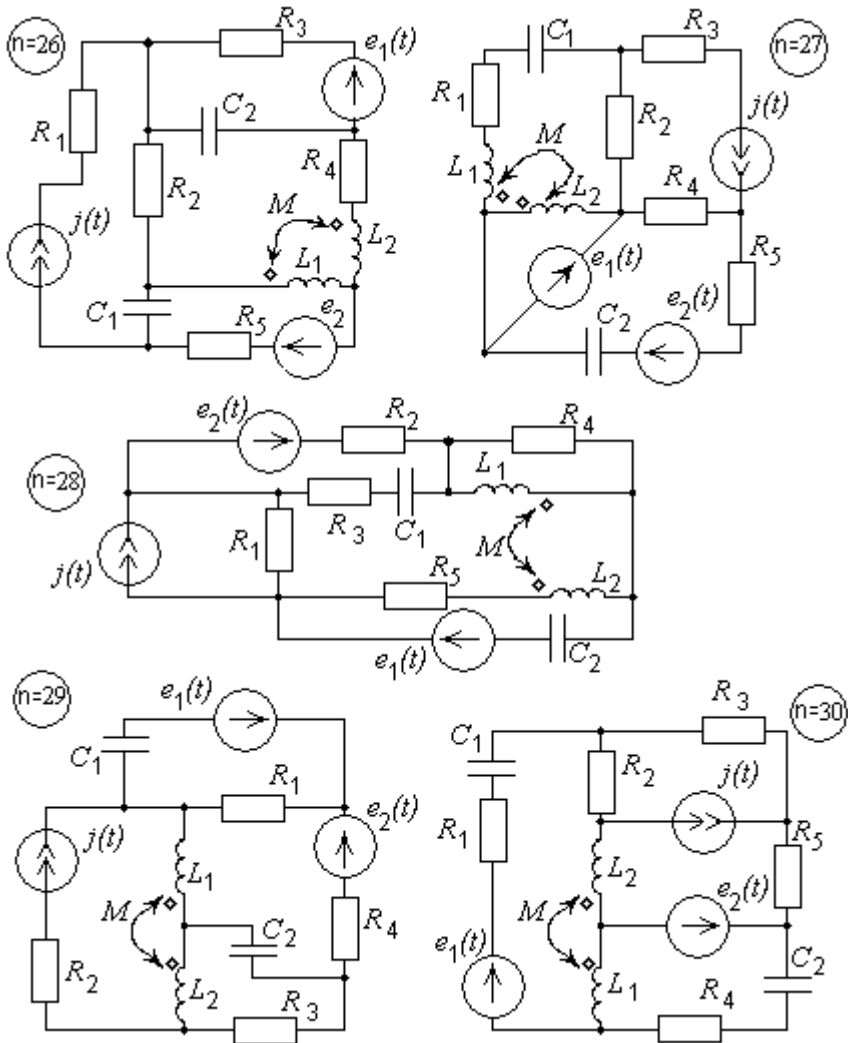 n=26
R₃
e₁(t)
R₁
C₂
R₂
R₄
M
j(t)
L₂
L₁
C₁
R₅
e₂
n=27
C₁
R₃
R₁
R₂
j(t)
M
L₁
L₂
R₄
e₁(t)
R₅
C₂
e₂(t)
n=28
e₂(t)
R₂
R₄
L₁
R₃
C₁
R₁
j(t)
M
R₅
L₂
e₁(t)
C₂
n=29
e₁(t)
C₁
R₁
e₂(t)
j(t)
L₁
M
C₂
R₄
R₂
L₂
R₃
n=30
R₃
C₁
R₂
j(t)
R₁
R₅
L₂
e₂(t)
M
e₁(t)
C₂
L₁
R₄